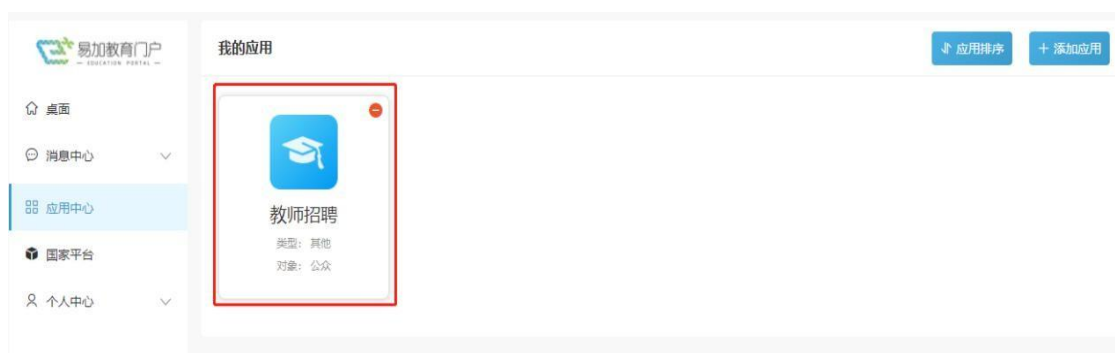 易加教育门户
— EDUCATION PORTAL —
桌面
消息中心
应用中心
国家平台
个人中心
我的应用
应用排序
+ 添加应用
教师招聘
类型: 其他
对象: 公众